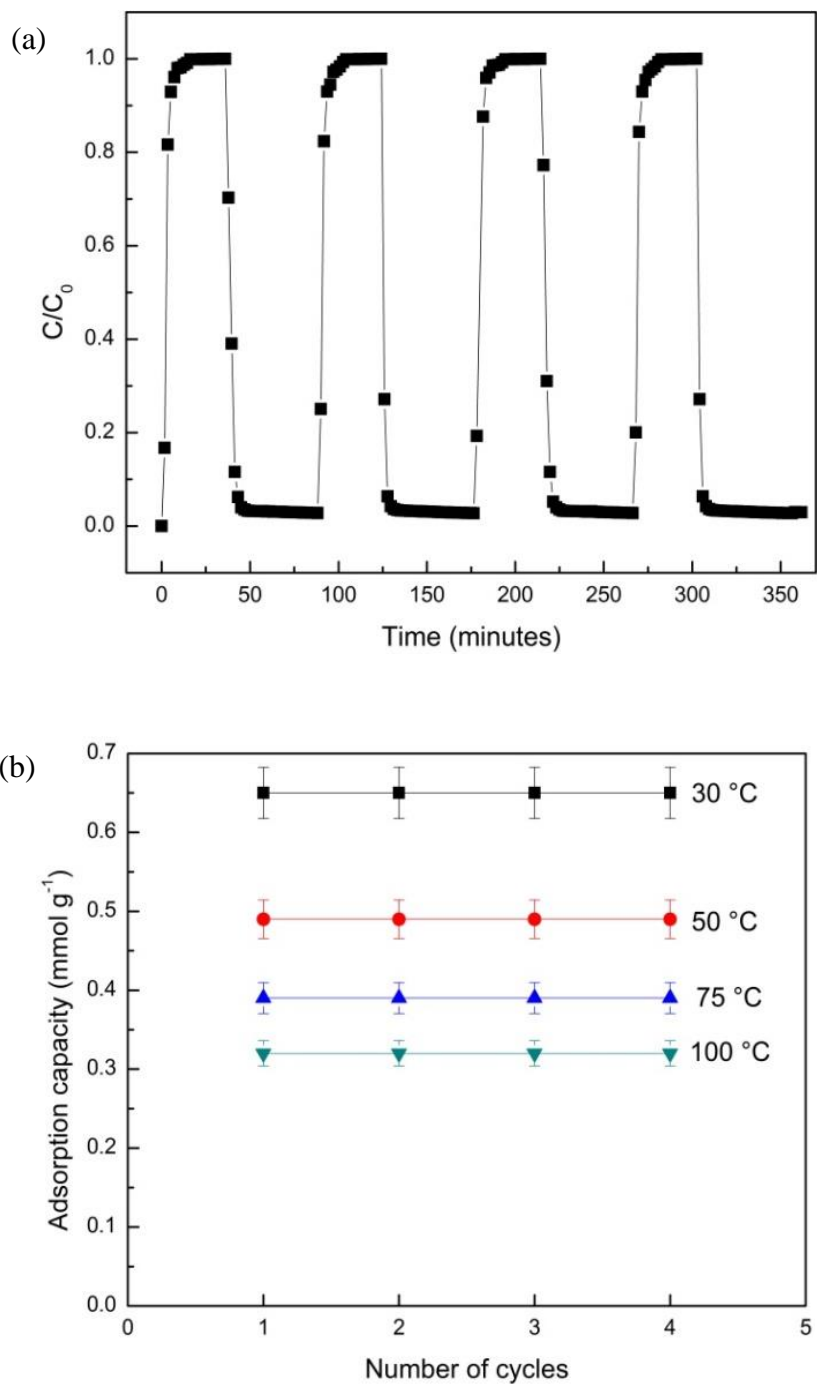 (a)
1.0
0.8
0.6
0.4
0.2
0.0
C/C₀
0 50 100 150 200 250 300 350
Time (minutes)
(b)
0.7
0.6
0.5
0.4
0.3
0.2
0.1
0.0
Adsorption capacity (mmol g⁻¹)
30 °C
50 °C
75 °C
100 °C
0 1 2 3 4 5
Number of cycles